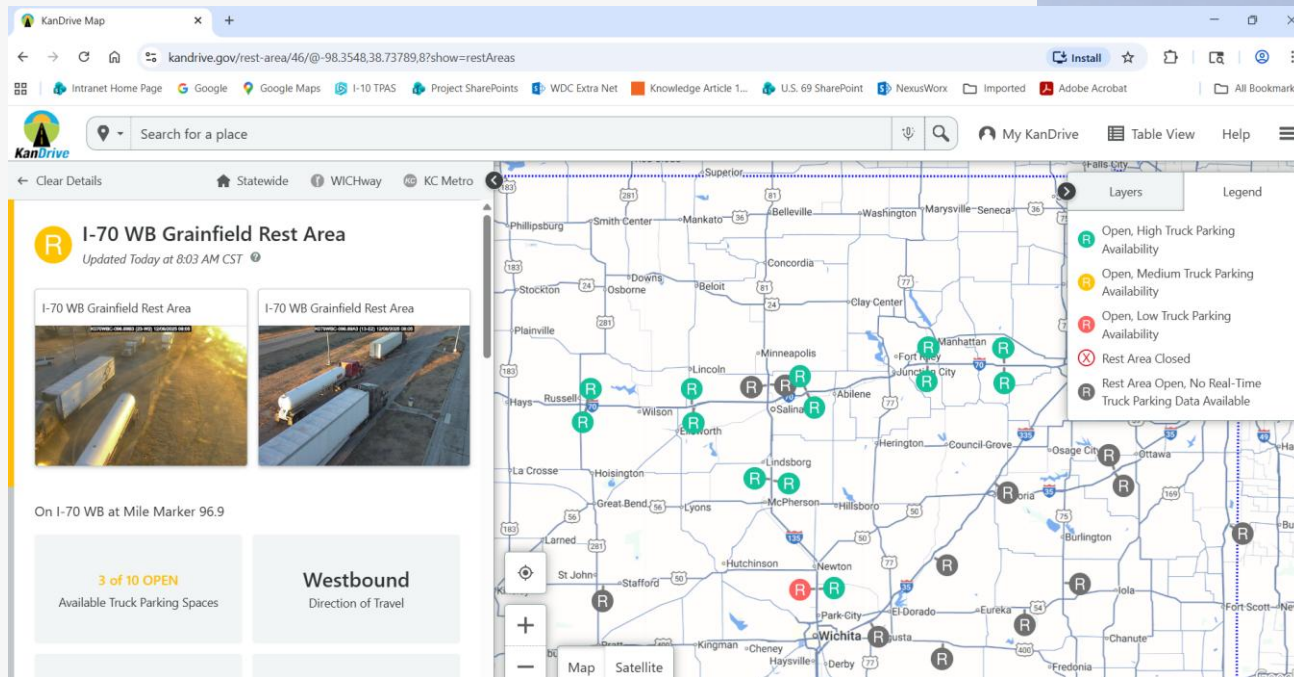 KanDrive Map
kandrive.gov/rest-area/46/@-98.3548,38.73789,8?show=restAreas
Install
Intranet Home Page
Google
Google Maps
I-10 TPAS
Project SharePoints
WDC Extra Net
Knowledge Article 1...
U.S. 69 SharePoint
NexusWorx
Imported
Adobe Acrobat
All Bookmark
KanDrive
Search for a place
My KanDrive
Table View
Help
Clear Details
Statewide
WICHway
KC Metro
R
I-70 WB Grainfield Rest Area
Updated Today at 8:03 AM CST
I-70 WB Grainfield Rest Area
I-70 WB Grainfield Rest Area
On I-70 WB at Mile Marker 96.9
3 of 10 OPEN
Available Truck Parking Spaces
Westbound
Direction of Travel
Layers
Legend
Open, High Truck Parking
Availability
Open, Medium Truck Parking
Availability
Open, Low Truck Parking
Availability
Rest Area Closed
Rest Area Open, No Real-Time
Truck Parking Data Available
Superior
Falls City
Phillipsburg
Smith Center
Mankato
Belleville
Washington
Marysville
Seneca
Concordia
Stockton
Downs
Osborne
Beloit
Clay Center
Plainville
Minneapolis
Manhattan
Fort Riley
Junction City
Lincoln
Hays
Russell
Wilson
Salina
Abilene
Ellsworth
Herington
Council Grove
Osage City
Ottawa
La Crosse
Hoisington
Lindsborg
Great Bend
Lyons
McPherson
Hillsboro
Larned
Burlington
Hutchinson
Newton
St John
Stafford
Iola
Park City
El Dorado
Eureka
Fort Scott
Wichita
Kingman
Cheney
Chanute
Haysville
Derby
Fredonia
Map
Satellite